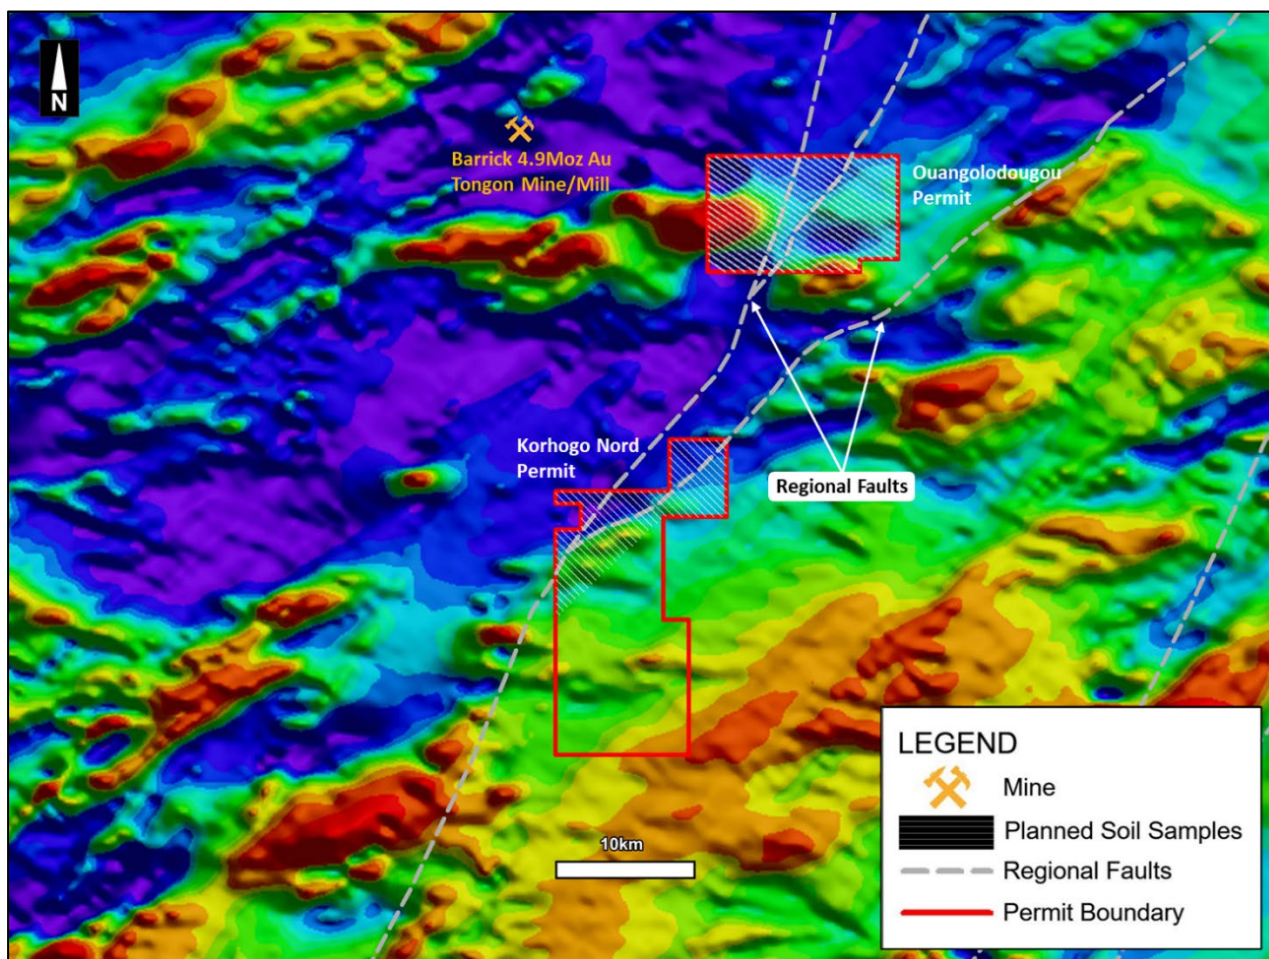 N
Barrick 4.9Moz Au
Tongon Mine/Mill
Ouangolodougou
Permit
Korhogo Nord
Permit
Regional Faults
10km
LEGEND
Mine
Planned Soil Samples
Regional Faults
Permit Boundary